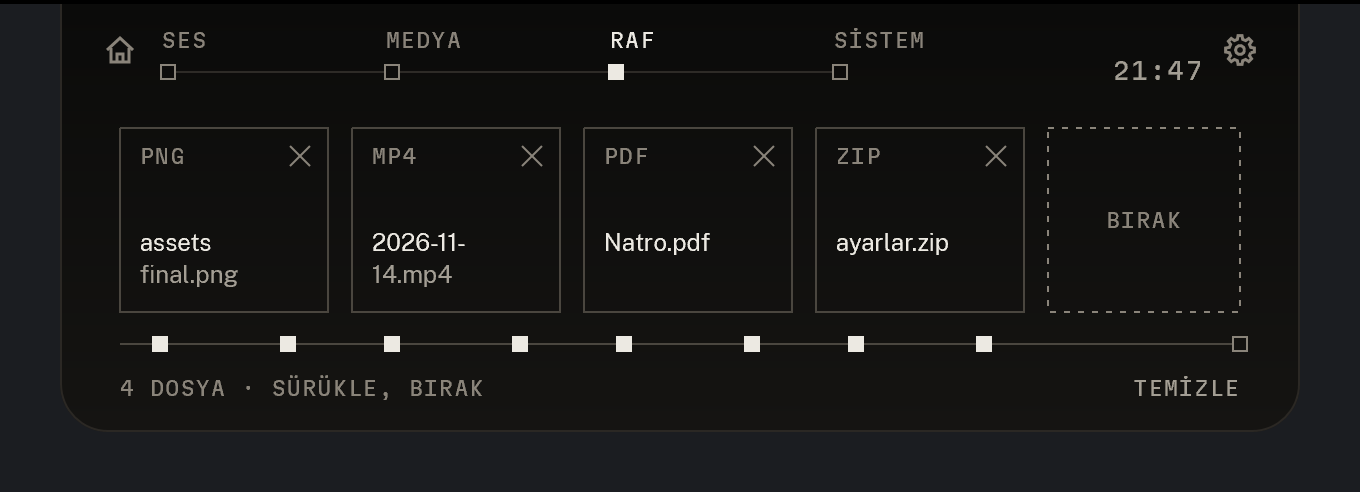 SES MEDYA RAF SİSTEM
21:47
PNG MP4 PDF ZIP
BIRAK
assets 2026-11- Natro.pdf ayarlar.zip
final.png 14.mp4
4 DOSYA · SÜRÜKLE, BIRAK TEMİZLE